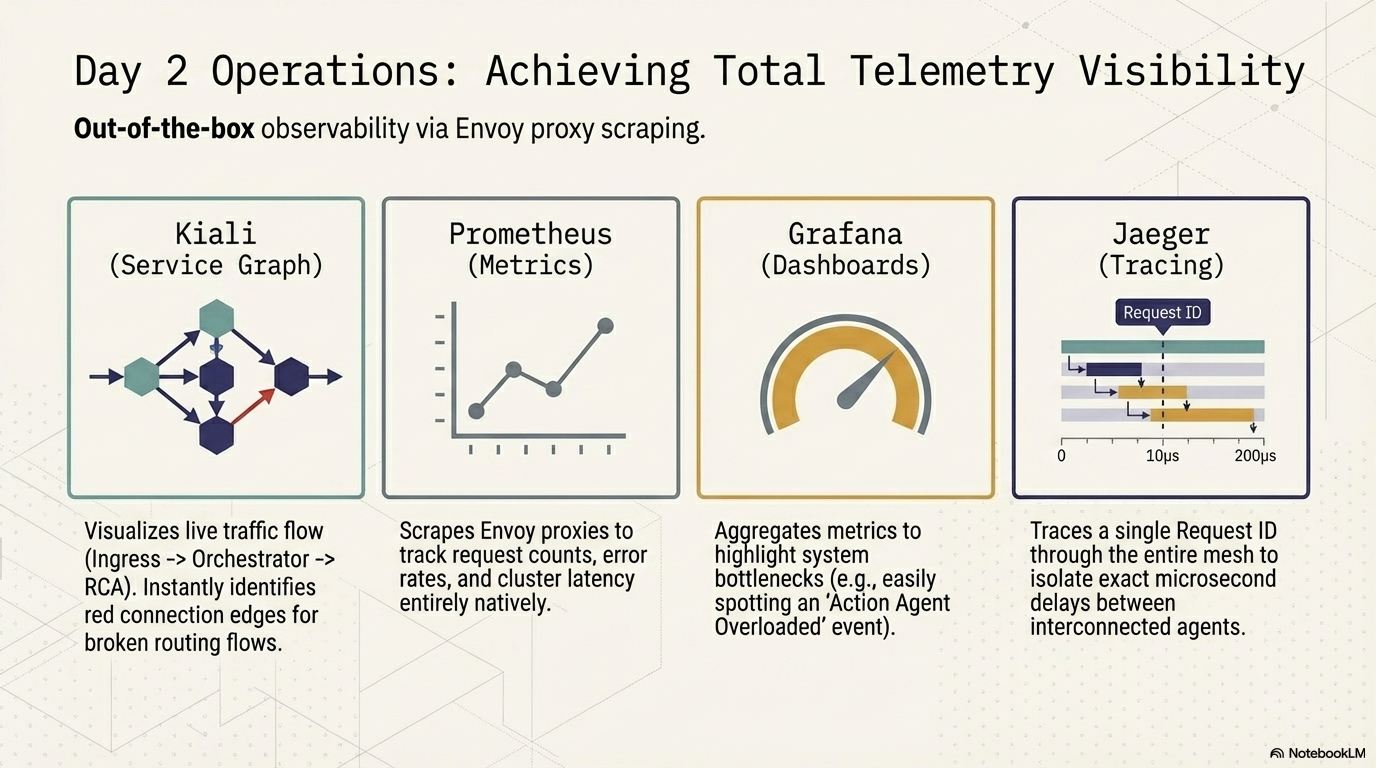 Day 2 Operations: Achieving Total Telemetry Visibility
Out-of-the-box observability via Envoy proxy scraping.
Kiali
(Service Graph)
Visualizes live traffic flow
(Ingress -> Orchestrator ->
RCA). Instantly identifies
red connection edges for
broken routing flows.
Prometheus
(Metrics)
Scrapes Envoy proxies to
track request counts, error
rates, and cluster latency
entirely natively.
Grafana
(Dashboards)
Aggregates metrics to
highlight system
bottlenecks (e.g., easily
spotting an 'Action Agent
Overloaded' event).
Jaeger
(Tracing)
Request ID
0 10µs 200µs
Traces a single Request ID
through the entire mesh to
isolate exact microsecond
delays between
interconnected agents.
NotebookLM